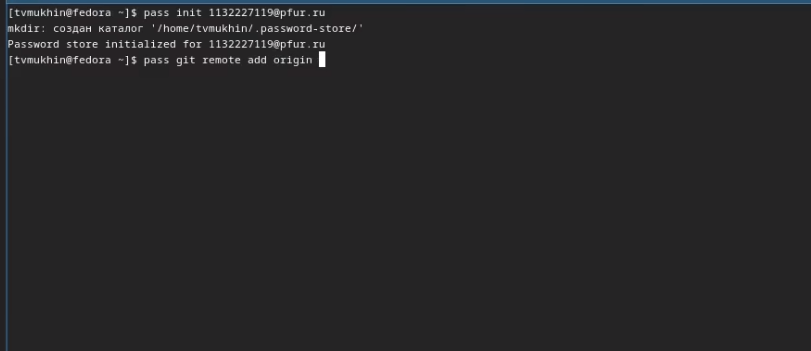 [tvmukhin@fedora ~]$ pass init 1132227119@pfur.ru
mkdir: создан каталог '/home/tvmukhin/.password-store/'
Password store initialized for 1132227119@pfur.ru
[tvmukhin@fedora ~]$ pass git remote add origin